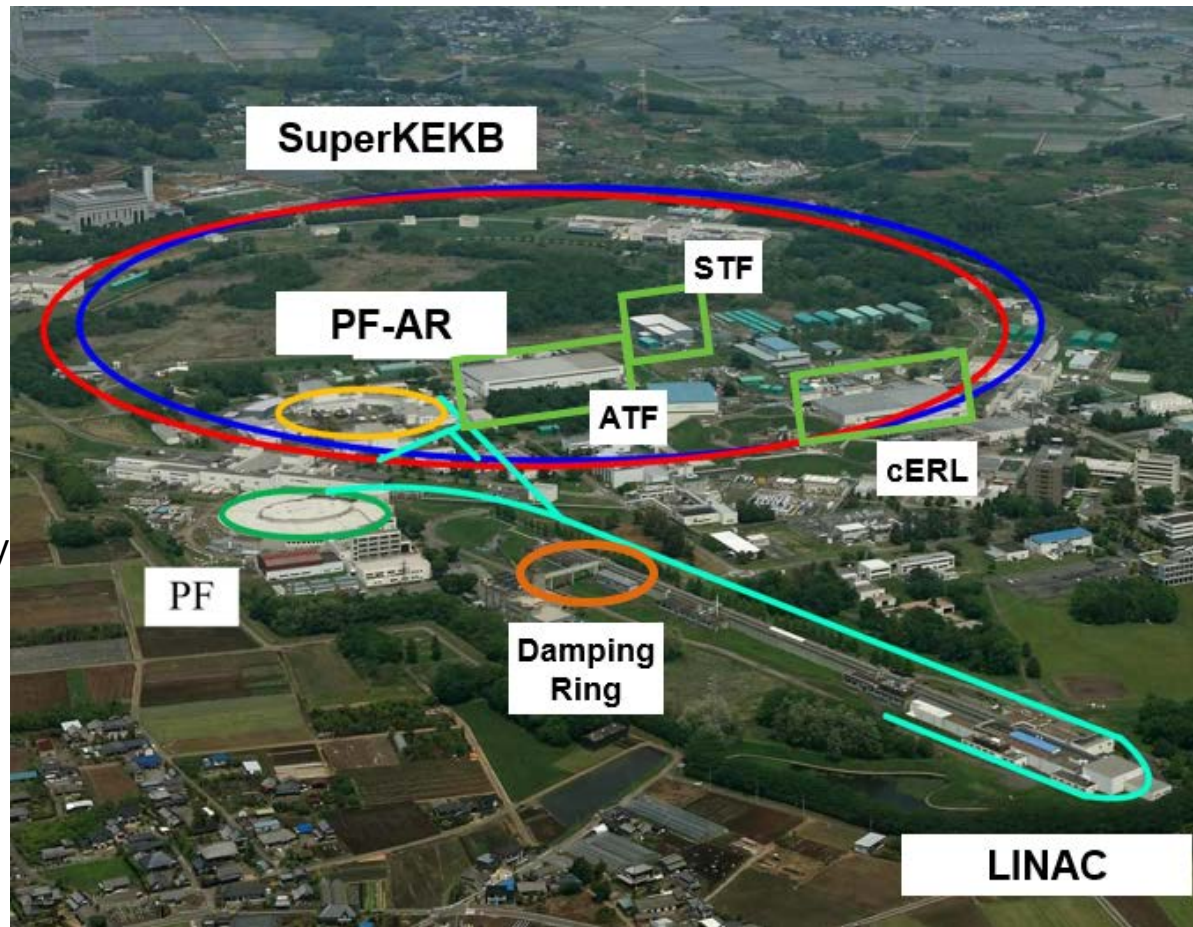 SuperKEKB
STF
PF-AR
ATF
cERL
PF
Damping
Ring
LINAC